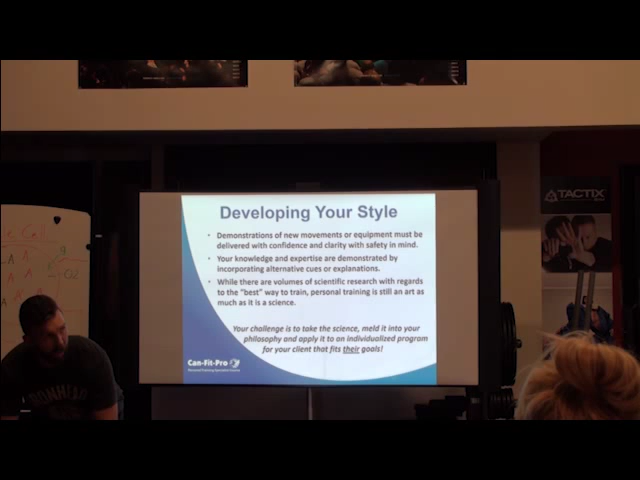 TACTIX
Developing Your Style
• Demonstrations of new movements or equipment must be
delivered with confidence and clarity with safety in mind.
• Your knowledge and expertise are demonstrated by
incorporating alternative cues or explanations.
• While there are volumes of scientific research with regards
to the "best" way to train, personal training is still an art as
much as it is a science.
Your challenge is to take the science, meld it into your
philosophy and apply it to an individualized program
for your client that fits their goals!
Can-Fit-Pro
O2